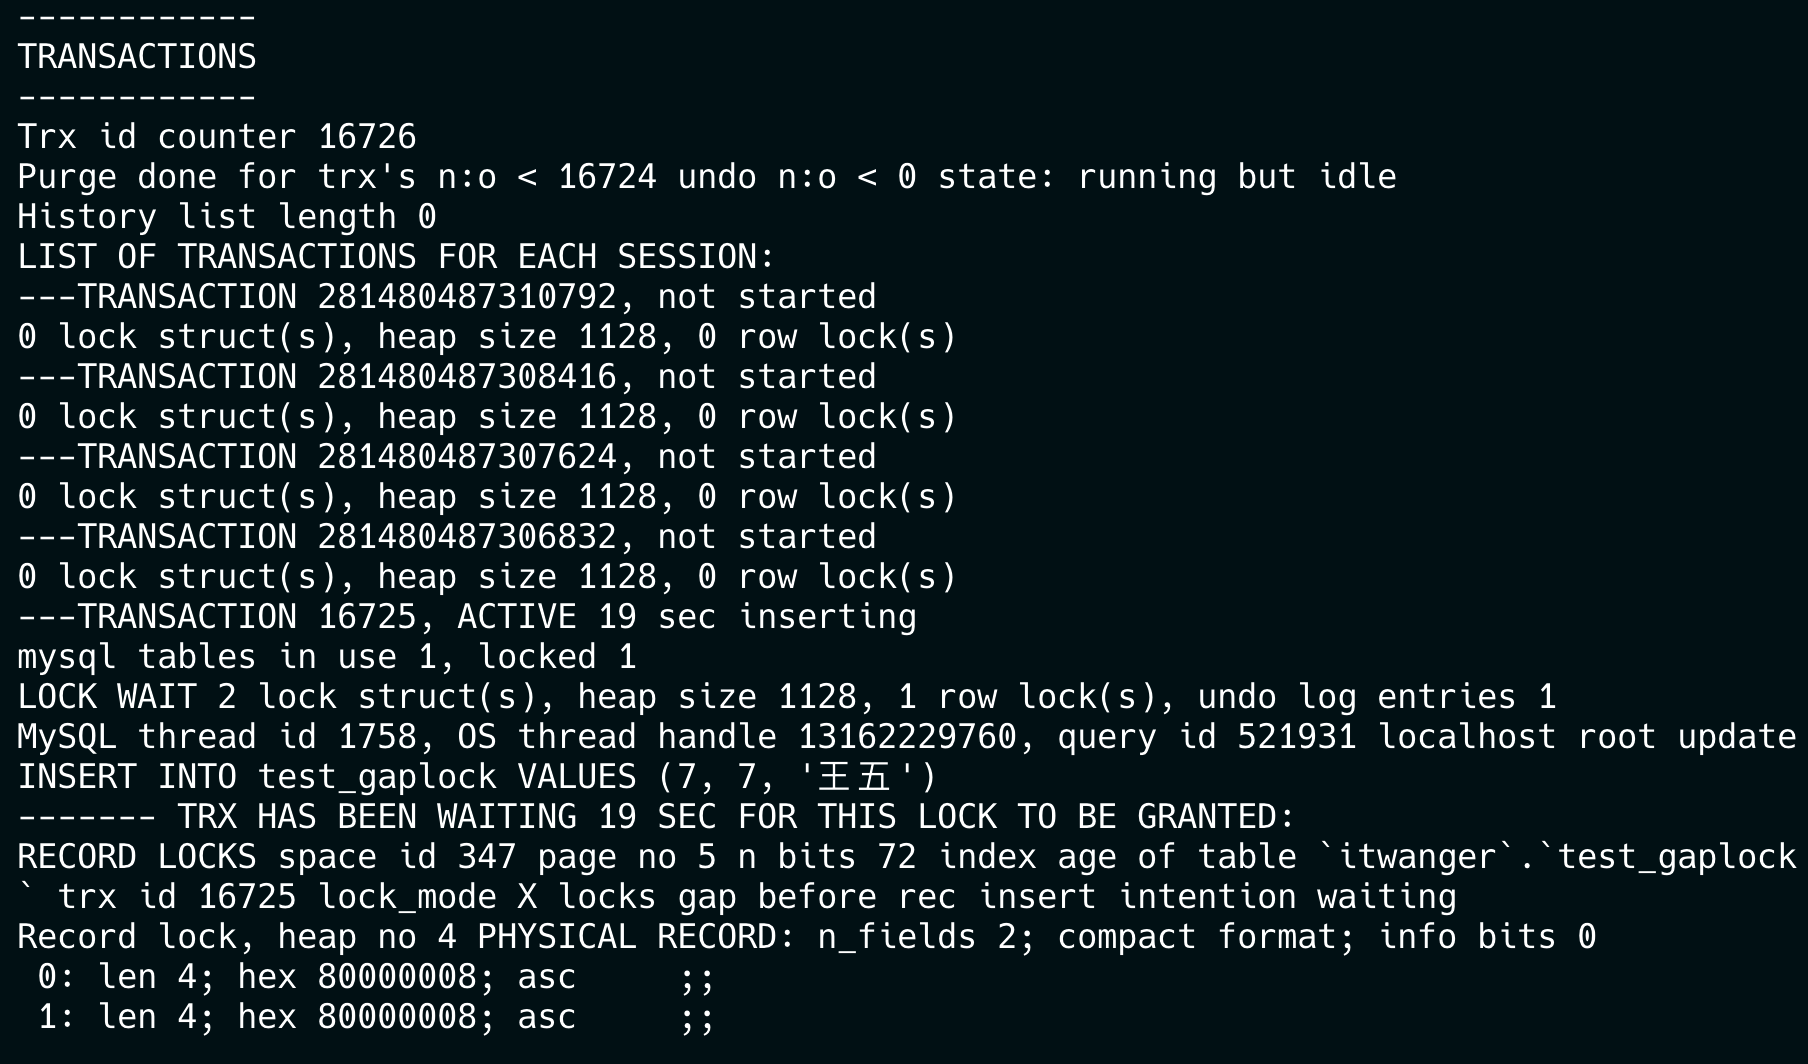 ------------
TRANSACTIONS
------------
Trx id counter 16726
Purge done for trx's n:o < 16724 undo n:o < 0 state: running but idle
History list length 0
LIST OF TRANSACTIONS FOR EACH SESSION:
---TRANSACTION 281480487310792, not started
0 lock struct(s), heap size 1128, 0 row lock(s)
---TRANSACTION 281480487308416, not started
0 lock struct(s), heap size 1128, 0 row lock(s)
---TRANSACTION 281480487307624, not started
0 lock struct(s), heap size 1128, 0 row lock(s)
---TRANSACTION 281480487306832, not started
0 lock struct(s), heap size 1128, 0 row lock(s)
---TRANSACTION 16725, ACTIVE 19 sec inserting
mysql tables in use 1, locked 1
LOCK WAIT 2 lock struct(s), heap size 1128, 1 row lock(s), undo log entries 1
MySQL thread id 1758, OS thread handle 13162229760, query id 521931 localhost root update
INSERT INTO test_gaplock VALUES (7, 7, '王五')
------- TRX HAS BEEN WAITING 19 SEC FOR THIS LOCK TO BE GRANTED:
RECORD LOCKS space id 347 page no 5 n bits 72 index age of table `itwanger`.`test_gaplock
` trx id 16725 lock_mode X locks gap before rec insert intention waiting
Record lock, heap no 4 PHYSICAL RECORD: n_fields 2; compact format; info bits 0
 0: len 4; hex 80000008; asc     ;;
 1: len 4; hex 80000008; asc     ;;